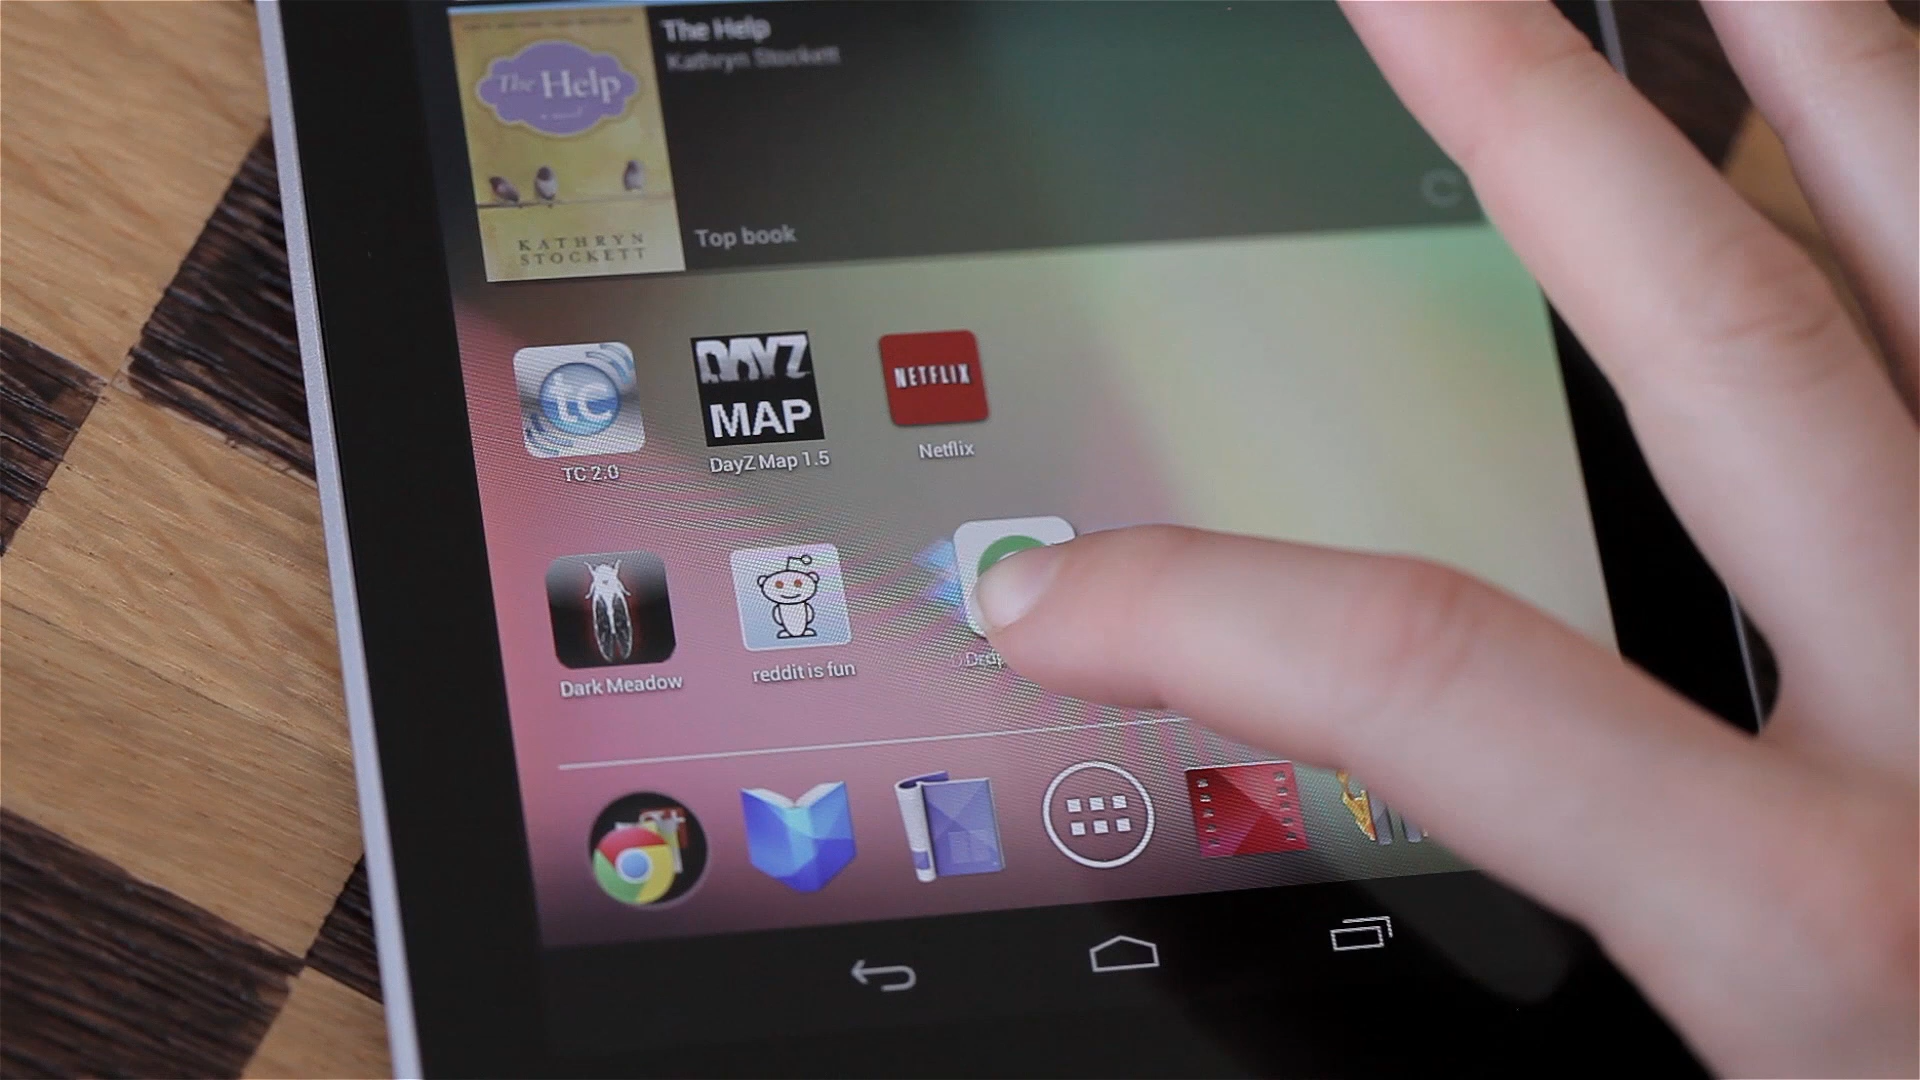 The Help
Kathryn Stockett
The Help
a novel
KATHRYN
STOCKETT
Top book
tc
DAYZ
MAP
NETFLIX
TC 2.0
DayZ Map 1.5
Netflix
Dark Meadow
reddit is fun